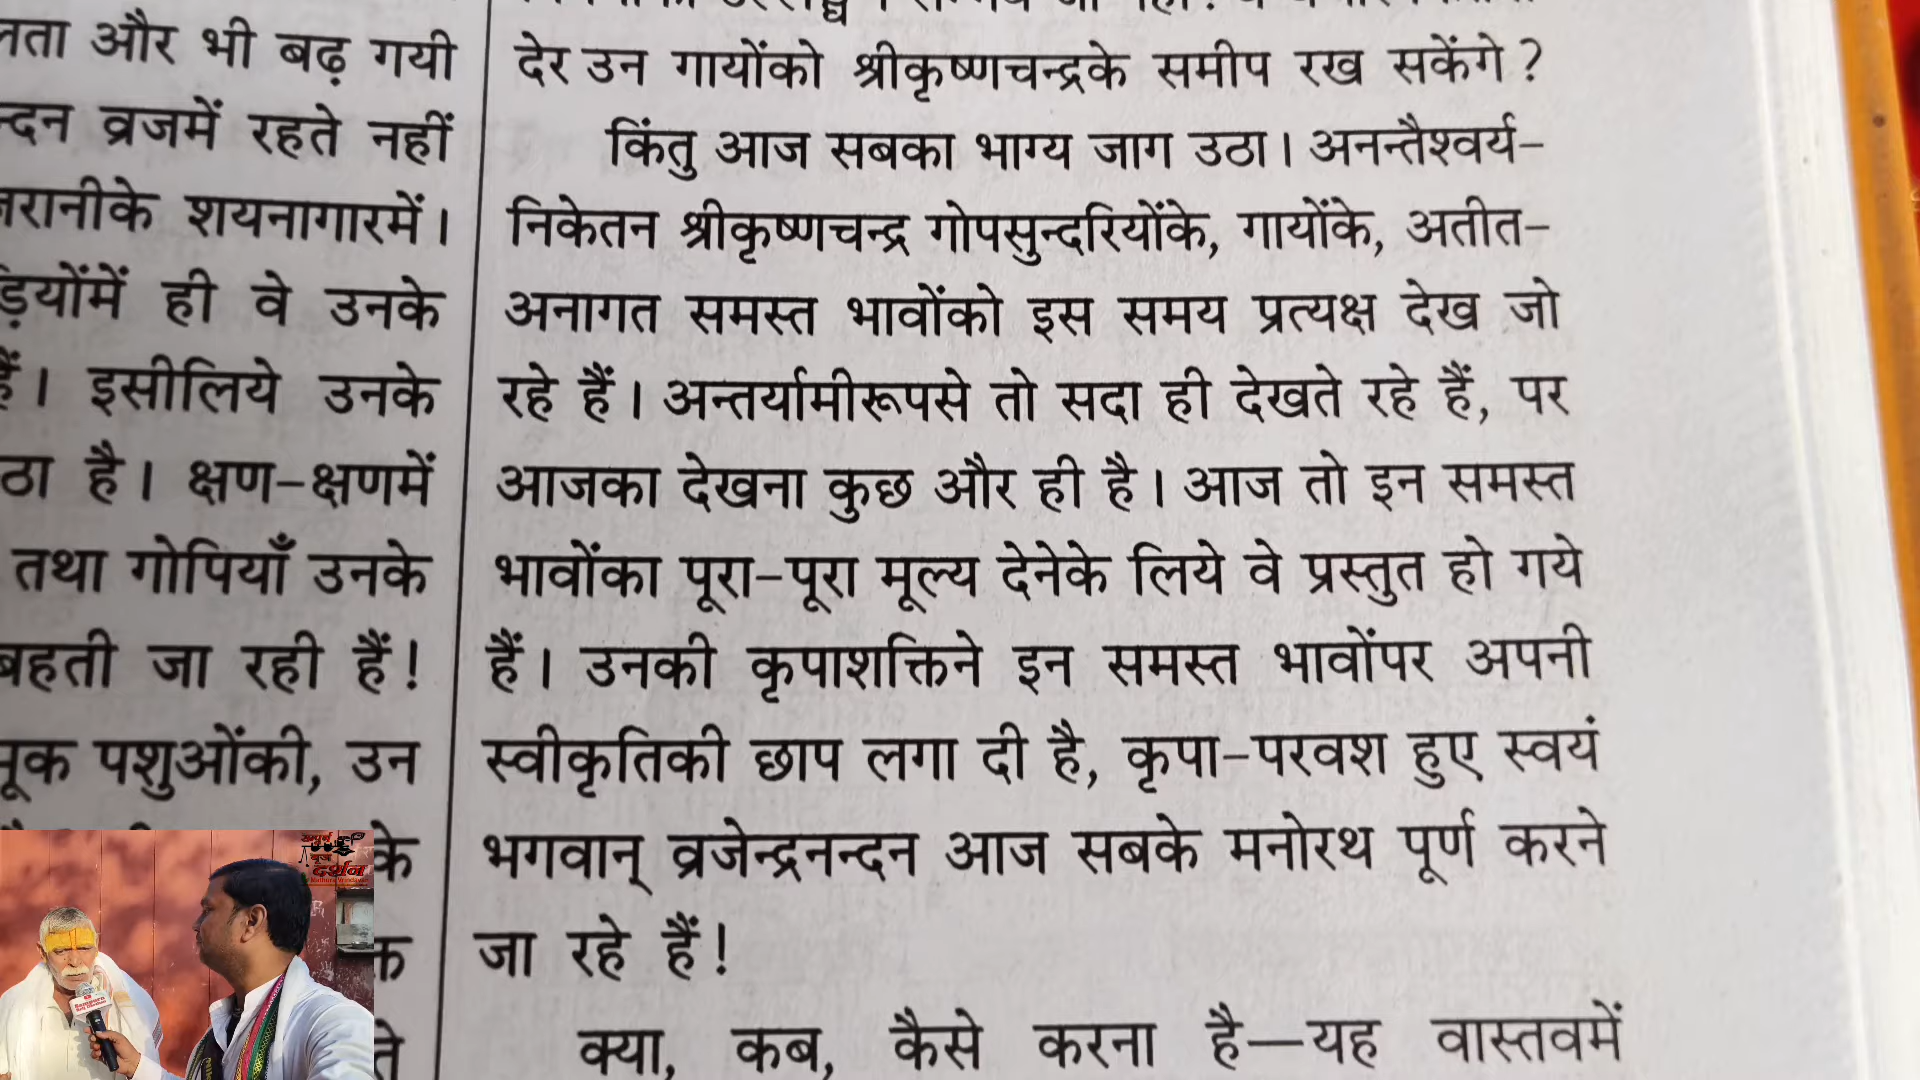 और भी बढ़ गयी
व्रजमें रहते नहीं
शयनागारमें।
ही वे उनके
हैं। इसीलिये उनके
है। क्षण-क्षणमें
तथा गोपियाँ उनके
बहती जा रही हैं!
पशुओंकी, उन
के
देर उन गायोंको श्रीकृष्णचन्द्रके समीप रख सकेंगे?
किंतु आज सबका भाग्य जाग उठा। अनन्तैश्वर्य-
निकेतन श्रीकृष्णचन्द्र गोपसुन्दरियोंके, गायोंके, अतीत-
अनागत समस्त भावोंको इस समय प्रत्यक्ष देख जो
रहे हैं। अन्तर्यामीरूपसे तो सदा ही देखते रहे हैं, पर
आजका देखना कुछ और ही है। आज तो इन समस्त
भावोंका पूरा-पूरा मूल्य देनेके लिये वे प्रस्तुत हो गये
हैं। उनकी कृपाशक्तिने इन समस्त भावोंपर अपनी
स्वीकृतिकी छाप लगा दी है, कृपा-परवश हुए स्वयं
भगवान् व्रजेन्द्रनन्दन आज सबके मनोरथ पूर्ण करने
जा रहे हैं!
क्या, कब, कैसे करना है—यह वास्तवमें
सम्पूर्ण
बृज
दर्शन